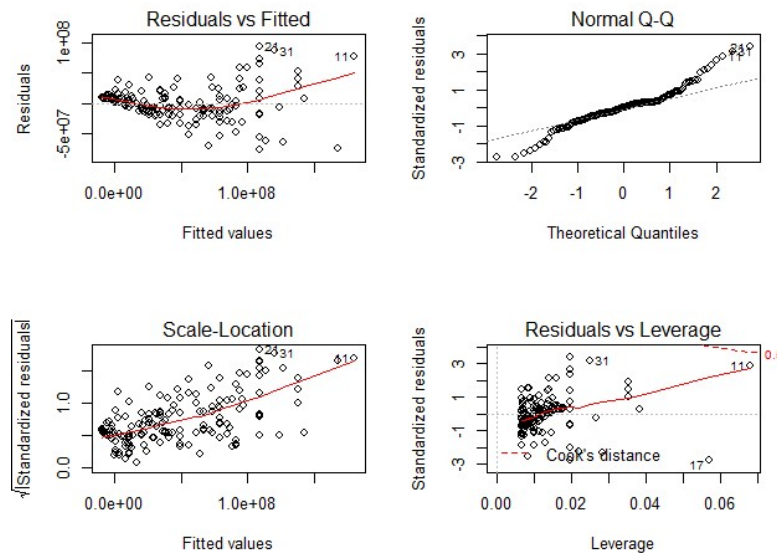 Residuals vs Fitted
Residuals
1e+08
-5e+07
0.0e+00 1.0e+08
Fitted values
31
11
Normal Q-Q
Standardized residuals
3
1
-1
-3
-2 -1 0 1 2
Theoretical Quantiles
Scale-Location
√|Standardized residuals|
1.0
0.0
0.0e+00 1.0e+08
Fitted values
31
11
Residuals vs Leverage
Standardized residuals
3
1
-1
-3
0.00 0.02 0.04 0.06
Leverage
31
11
17
Cook's distance